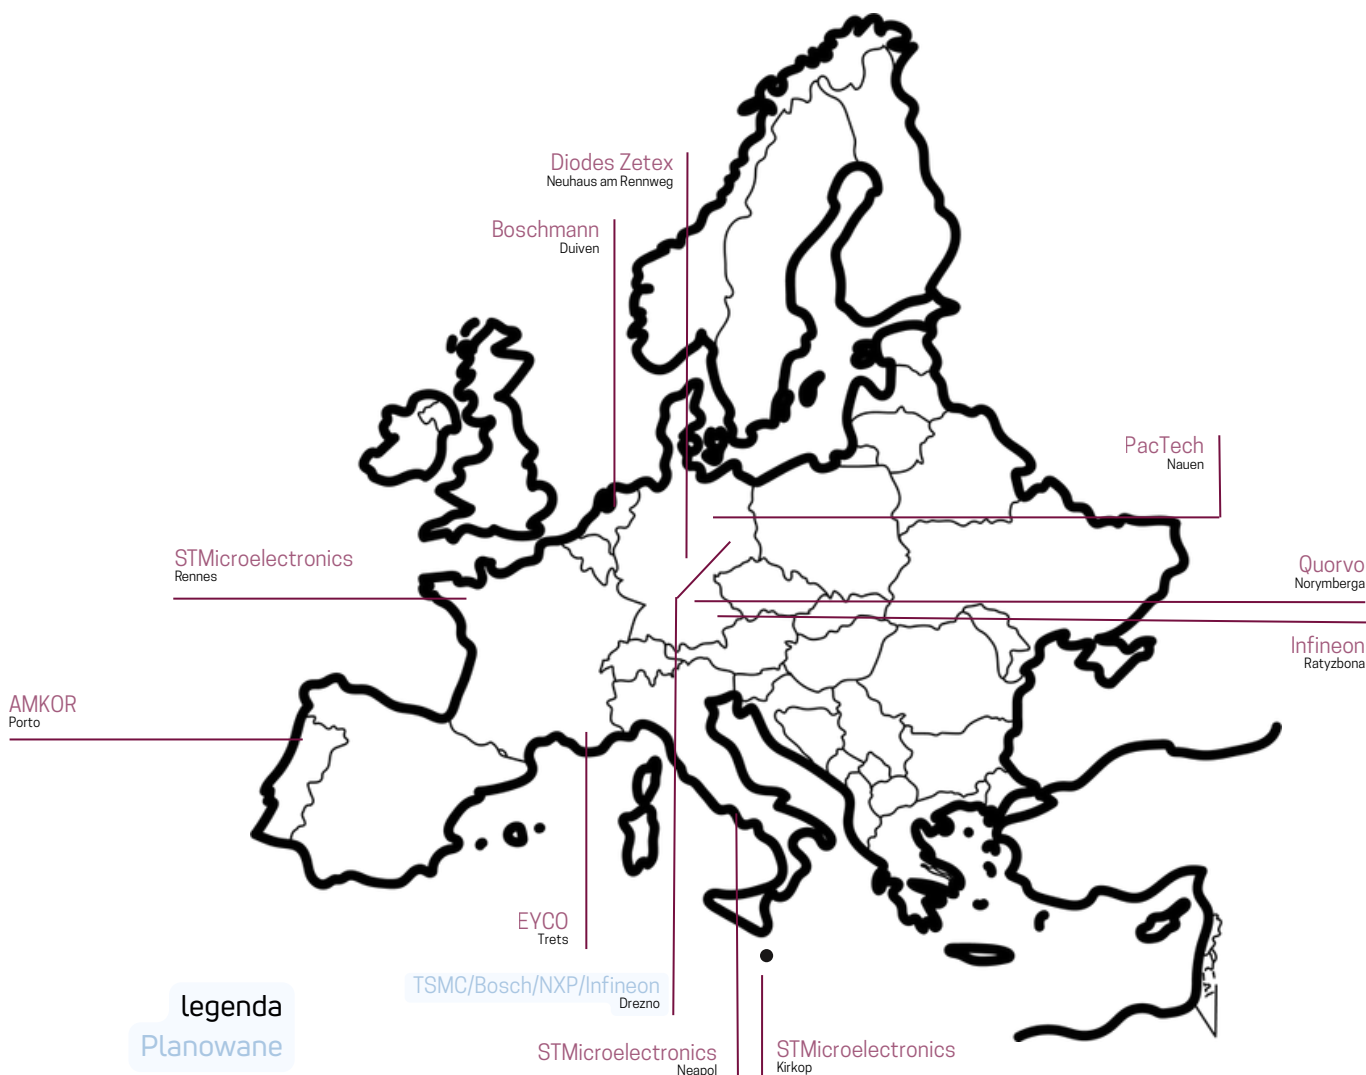 Diodes Zetex
Neuhaus am Rennweg
Boschmann
Duiven
PacTech
Nauen
STMicroelectronics
Rennes
Quorvo
Norymberga
Infineon
Ratyzbona
AMKOR
Porto
EYCO
Trets
TSMC/Bosch/NXP/Infineon
Drezno
legenda
Planowane
STMicroelectronics
Neapol
STMicroelectronics
Kirkop